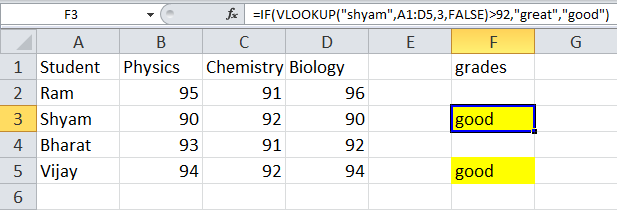 F3 fx =IF(VLOOKUP("shyam",A1:D5,3,FALSE)>92,"great","good")
A B C D E F G
1 Student Physics Chemistry Biology grades
2 Ram 95 91 96
3 Shyam 90 92 90 good
4 Bharat 93 91 92
5 Vijay 94 92 94 good
6